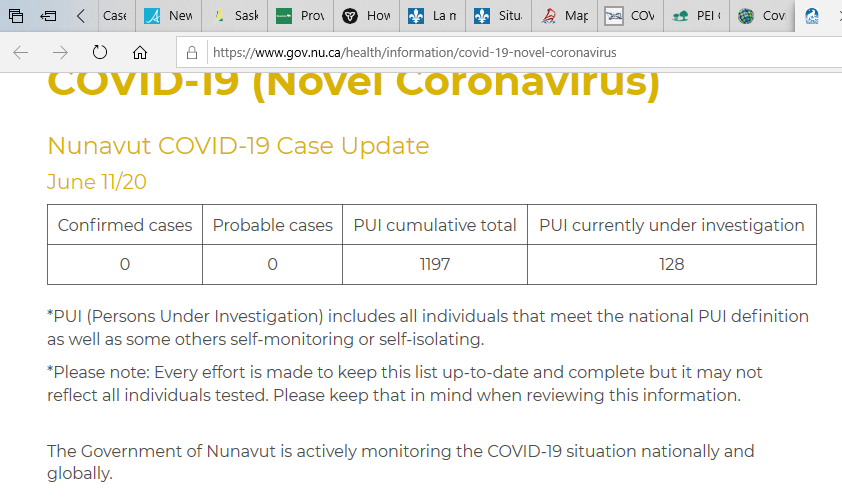 Case
New
Sask
Prov
How
La m
Situ
Map
COV
PEI
Cov
https://www.gov.nu.ca/health/information/covid-19-novel-coronavirus
COVID-19 (Novel Coronavirus)
Nunavut COVID-19 Case Update
June 11/20
Confirmed cases Probable cases PUI cumulative total PUI currently under investigation
0 0 1197 128
*PUI (Persons Under Investigation) includes all individuals that meet the national PUI definition
as well as some others self-monitoring or self-isolating.
*Please note: Every effort is made to keep this list up-to-date and complete but it may not
reflect all individuals tested. Please keep that in mind when reviewing this information.
The Government of Nunavut is actively monitoring the COVID-19 situation nationally and
globally.